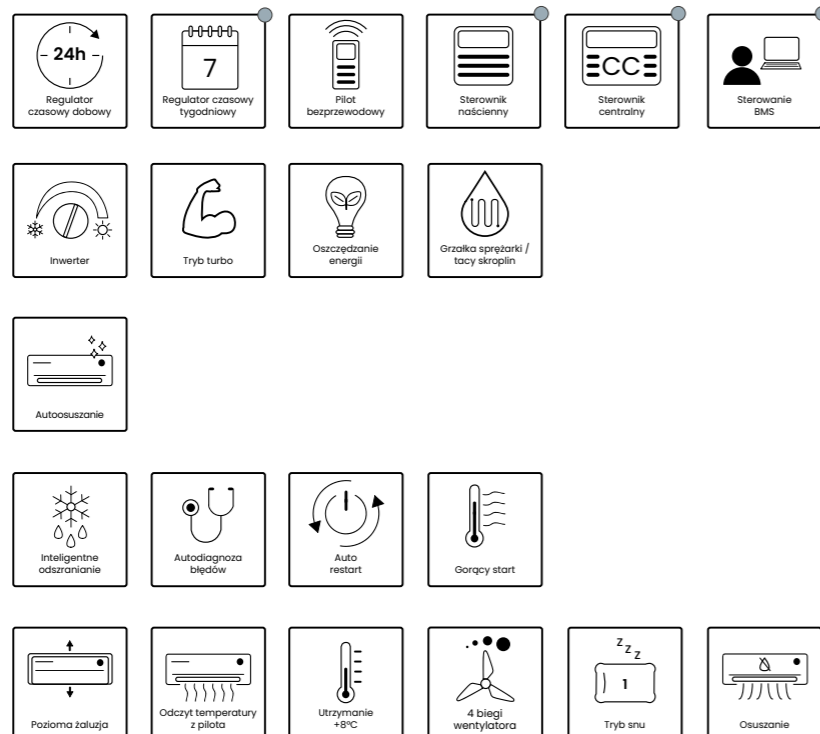 24h
Regulator
czasowy dobowy
7
Regulator czasowy
tygodniowy
Pilot
bezprzewodowy
Sterownik
naścienny
CC
Sterownik
centralny
Sterowanie
BMS
Inwerter
Tryb turbo
Oszczędzanie
energii
Grzałka sprężarki /
tacy skroplin
Autoosuszanie
Inteligentne
odszranianie
Autodiagnoza
błędów
Auto
restart
Gorący start
Pozioma żaluzja
Odczyt temperatury
z pilota
Utrzymanie
+8°C
4 biegi
wentylatora
z z z
1
Tryb snu
Osuszanie